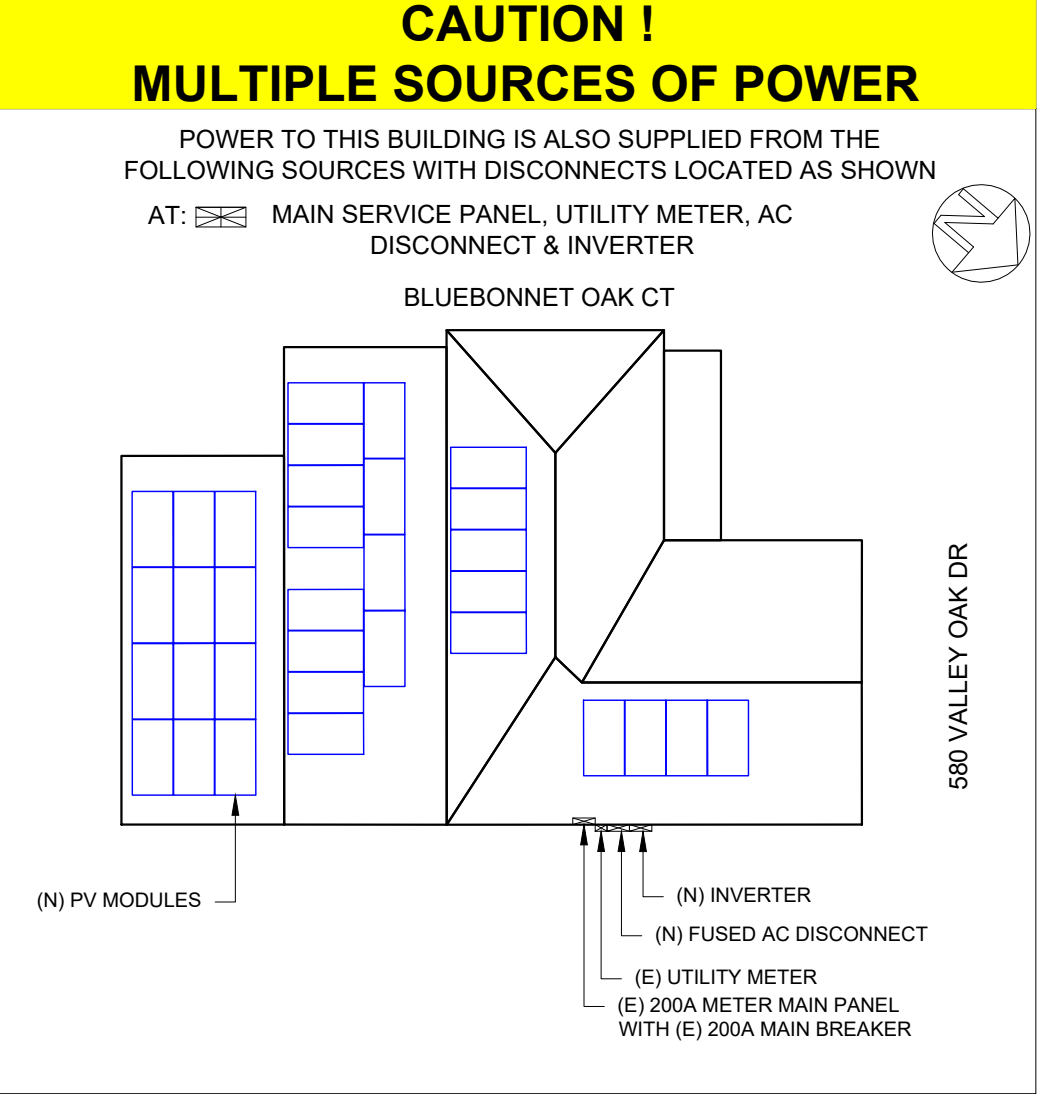 CAUTION !
MULTIPLE SOURCES OF POWER
POWER TO THIS BUILDING IS ALSO SUPPLIED FROM THE
FOLLOWING SOURCES WITH DISCONNECTS LOCATED AS SHOWN
AT: MAIN SERVICE PANEL, UTILITY METER, AC
DISCONNECT & INVERTER
N
BLUEBONNET OAK CT
580 VALLEY OAK DR
(N) PV MODULES
(N) INVERTER
(N) FUSED AC DISCONNECT
(E) UTILITY METER
(E) 200A METER MAIN PANEL
WITH (E) 200A MAIN BREAKER